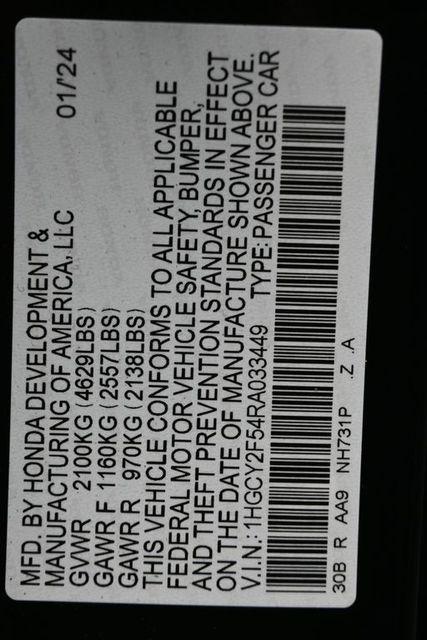 MFD. BY HONDA DEVELOPMENT &
MANUFACTURING OF AMERICA, LLC 01/'24
GVWR 2100KG (4629LBS)
GAWR F 1160KG (2557LBS)
GAWR R 970KG (2138LBS)
THIS VEHICLE CONFORMS TO ALL APPLICABLE
FEDERAL MOTOR VEHICLE SAFETY, BUMPER,
AND THEFT PREVENTION STANDARDS IN EFFECT
ON THE DATE OF MANUFACTURE SHOWN ABOVE.
V.I.N.: 1HGCY2F54RA033449 TYPE: PASSENGER CAR
30B R AA9 NH731P .Z .A